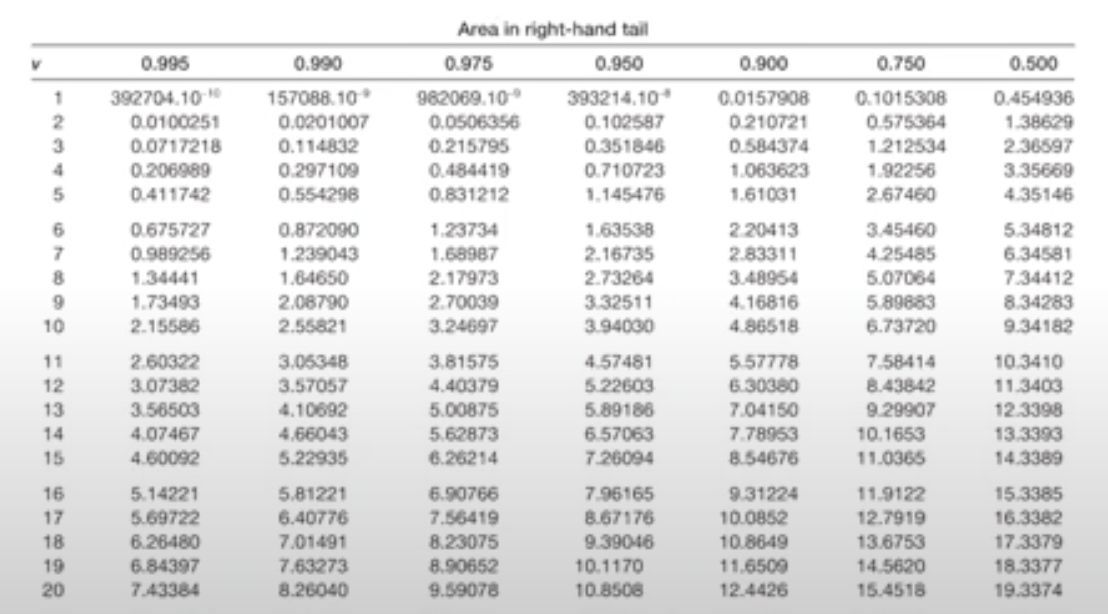 Area in right-hand tail
ν 0.995 0.990 0.975 0.950 0.900 0.750 0.500
1 392704.10⁻¹⁰ 157088.10⁻⁹ 982069.10⁻⁹ 393214.10⁻⁸ 0.0157908 0.1015308 0.454936
2 0.0100251 0.0201007 0.0506356 0.102587 0.210721 0.575364 1.38629
3 0.0717218 0.114832 0.215795 0.351846 0.584374 1.212534 2.36597
4 0.206989 0.297109 0.484419 0.710723 1.063623 1.92256 3.35669
5 0.411742 0.554298 0.831212 1.145476 1.61031 2.67460 4.35146
6 0.675727 0.872090 1.23734 1.63538 2.20413 3.45460 5.34812
7 0.989256 1.239043 1.68987 2.16735 2.83311 4.25485 6.34581
8 1.34441 1.64650 2.17973 2.73264 3.48954 5.07064 7.34412
9 1.73493 2.08790 2.70039 3.32511 4.16816 5.89883 8.34283
10 2.15586 2.55821 3.24697 3.94030 4.86518 6.73720 9.34182
11 2.60322 3.05348 3.81575 4.57481 5.57778 7.58414 10.3410
12 3.07382 3.57057 4.40379 5.22603 6.30380 8.43842 11.3403
13 3.56503 4.10692 5.00875 5.89186 7.04150 9.29907 12.3398
14 4.07467 4.66043 5.62873 6.57063 7.78953 10.1653 13.3393
15 4.60092 5.22935 6.26214 7.26094 8.54676 11.0365 14.3389
16 5.14221 5.81221 6.90766 7.96165 9.31224 11.9122 15.3385
17 5.69722 6.40776 7.56419 8.67176 10.0852 12.7919 16.3382
18 6.26480 7.01491 8.23075 9.39046 10.8649 13.6753 17.3379
19 6.84397 7.63273 8.90652 10.1170 11.6509 14.5620 18.3377
20 7.43384 8.26040 9.59078 10.8508 12.4426 15.4518 19.3374